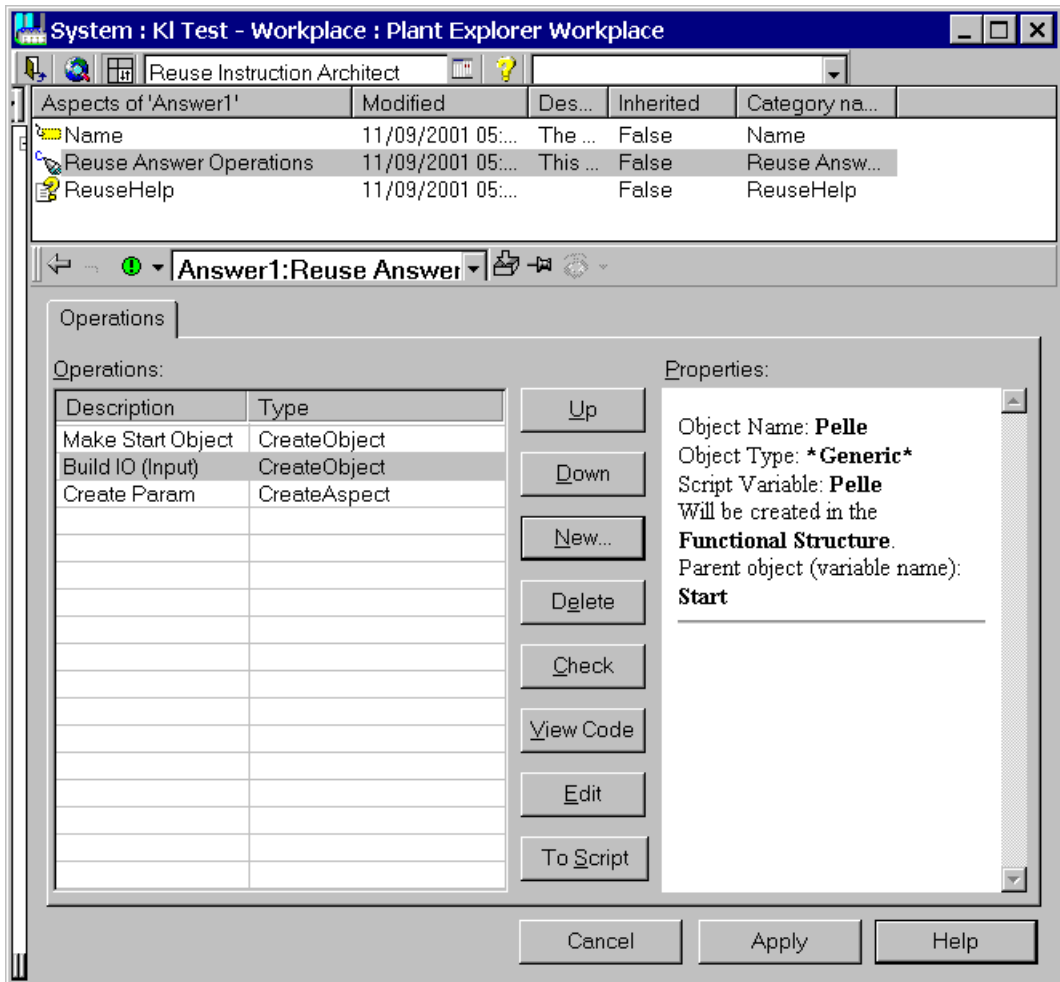 System : Kl Test - Workplace : Plant Explorer Workplace
Reuse Instruction Architect
Aspects of 'Answer1' Modified Des... Inherited Category na...
Name 11/09/2001 05:... The ... False Name
Reuse Answer Operations 11/09/2001 05:... This ... False Reuse Answ...
ReuseHelp 11/09/2001 05:... False ReuseHelp
Answer1:Reuse Answer
Operations
Operations:
Description Type
Make Start Object CreateObject
Build IO (Input) CreateObject
Create Param CreateAspect
Up
Down
New...
Delete
Check
View Code
Edit
To Script
Properties:
Object Name: Pelle
Object Type: *Generic*
Script Variable: Pelle
Will be created in the
Functional Structure.
Parent object (variable name):
Start
Cancel Apply Help